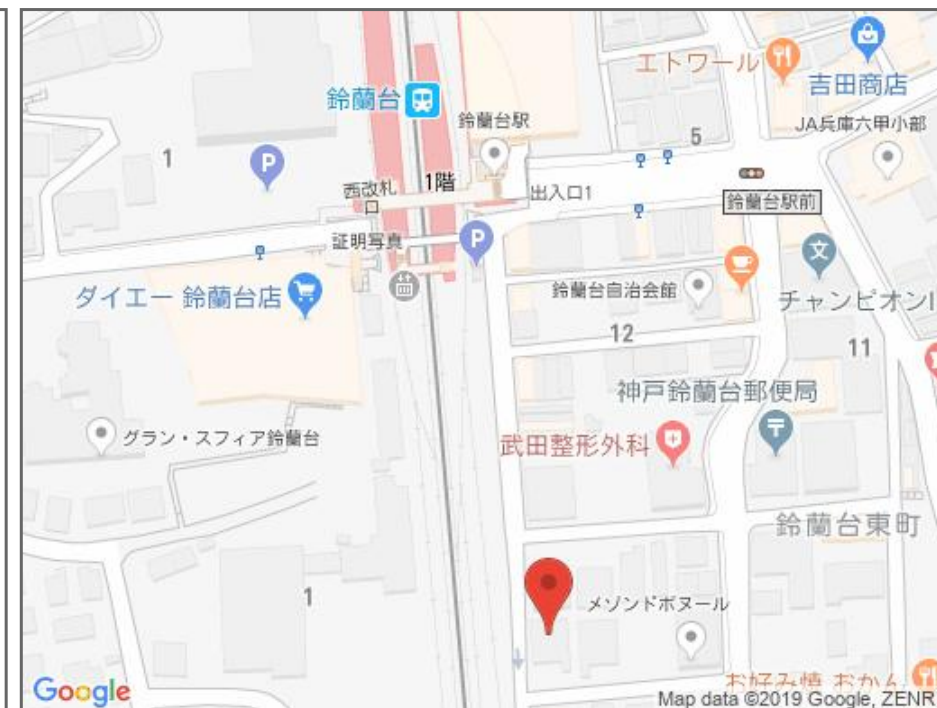 エトワール
吉田商店
鈴蘭台
鈴蘭台駅
JA兵庫六甲小部
P
1
5
西改札
口
1階
出入口1
鈴蘭台駅前
証明写真
P
文
ダイエー 鈴蘭台店
鈴蘭台自治会館
チャンピオンI
12
11
神戸鈴蘭台郵便局
グラン・スフィア鈴蘭台
武田整形外科
鈴蘭台東町
1
メゾンドボヌール
お好み焼 おかん
Google
Map data ©2019 Google, ZENR